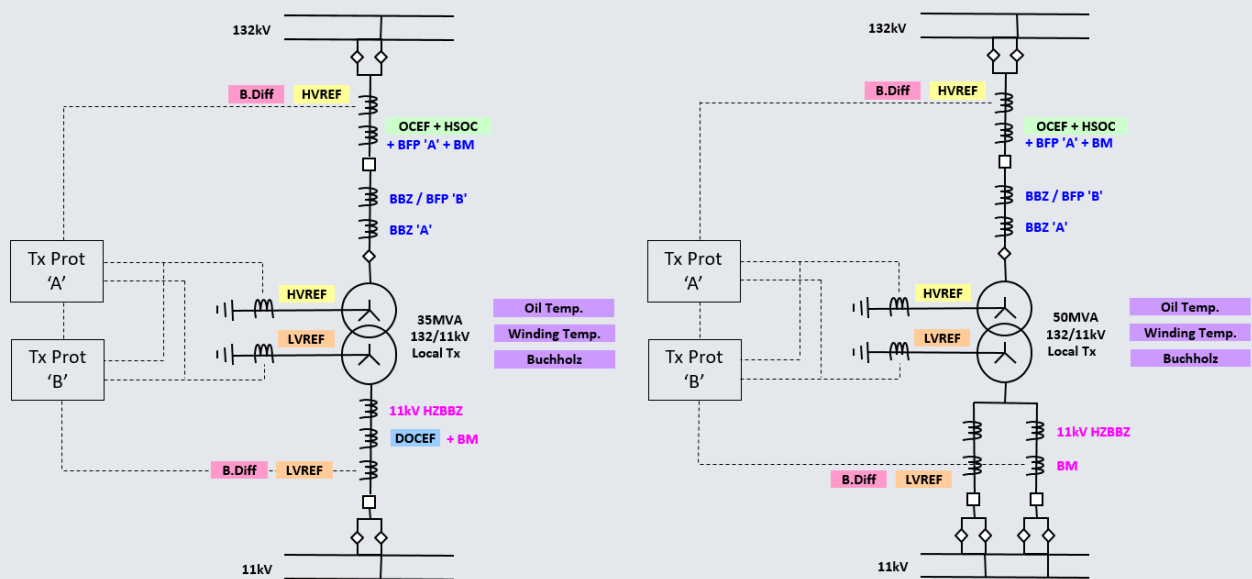 132kV
B.Diff HVREF
OCEF + HSOC
+ BFP 'A' + BM
BBZ / BFP 'B'
BBZ 'A'
Tx Prot
‘A’
HVREF
LVREF
35MVA
132/11kV
Local Tx
Oil Temp.
Winding Temp.
Buchholz
Tx Prot
‘B’
11kV HZBBZ
DOCEF + BM
B.Diff LVREF
11kV
132kV
B.Diff HVREF
OCEF + HSOC
+ BFP 'A' + BM
BBZ / BFP 'B'
BBZ 'A'
Tx Prot
‘A’
HVREF
LVREF
50MVA
132/11kV
Local Tx
Oil Temp.
Winding Temp.
Buchholz
Tx Prot
‘B’
11kV HZBBZ
BM
B.Diff LVREF
11kV